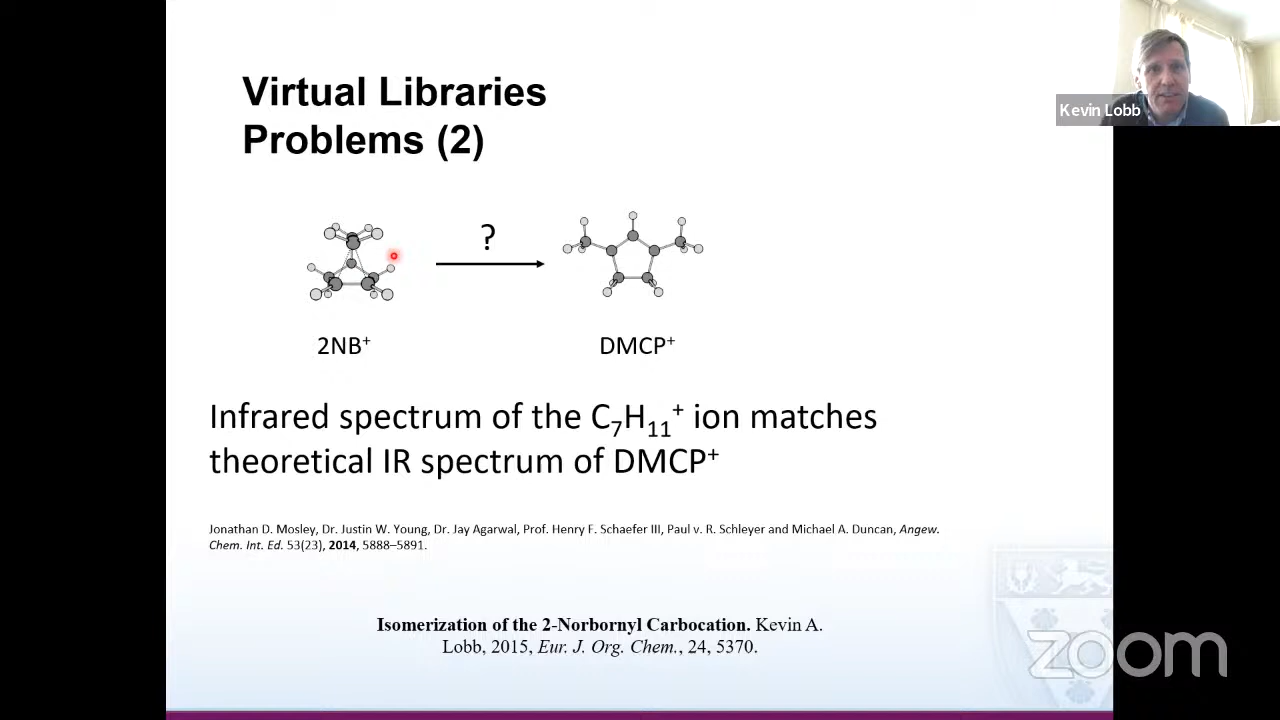 Virtual Libraries
Problems (2)
Kevin Lobb
?
2NB⁺
DMCP⁺
Infrared spectrum of the C₇H₁₁⁺ ion matches
theoretical IR spectrum of DMCP⁺
Jonathan D. Mosley, Dr. Justin W. Young, Dr. Jay Agarwal, Prof. Henry F. Schaefer III, Paul v. R. Schleyer and Michael A. Duncan, Angew.
Chem. Int. Ed. 53(23), 2014, 5888–5891.
Isomerization of the 2-Norbornyl Carbocation. Kevin A.
Lobb, 2015, Eur. J. Org. Chem., 24, 5370.
zoom